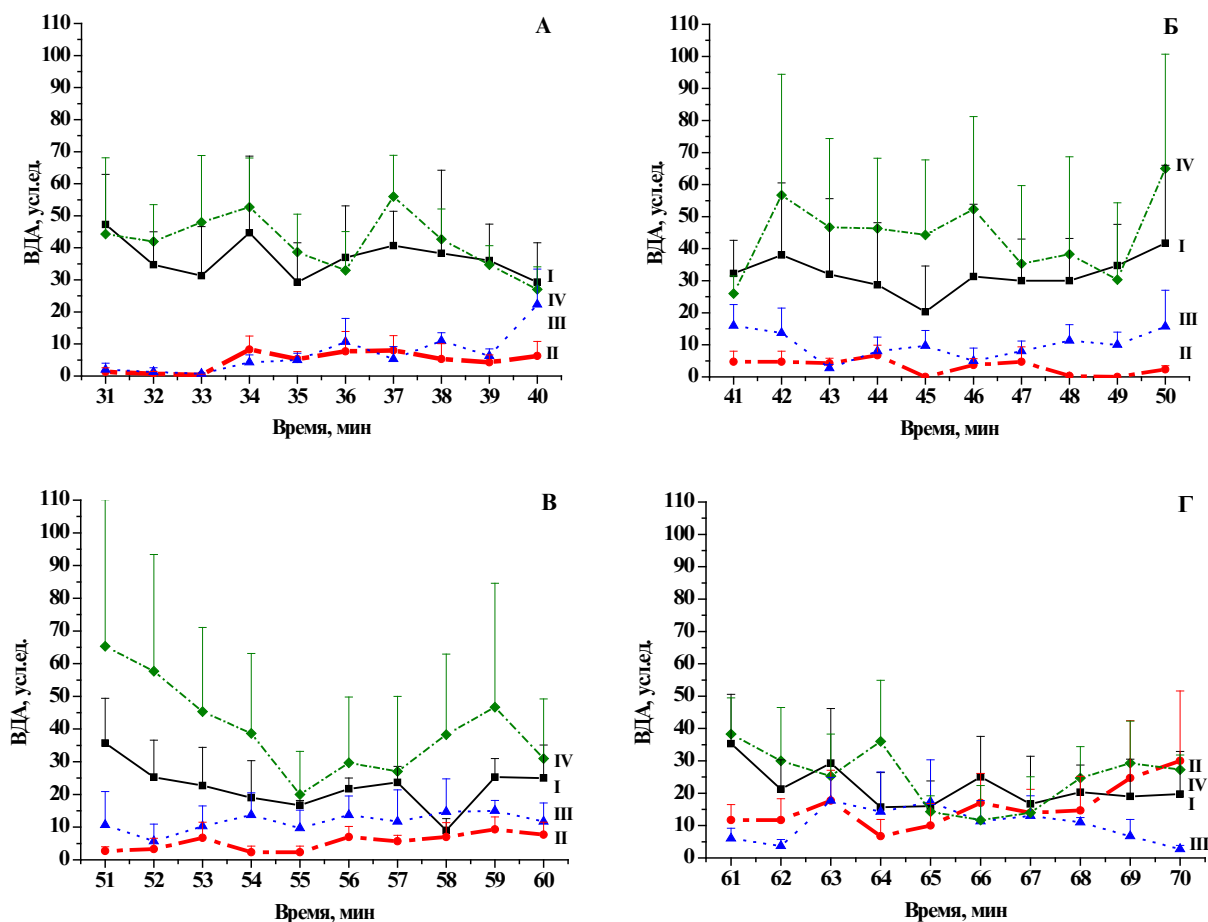 А
ВДА, усл.ед.
110
100
90
80
70
60
50
40
30
20
10
0
I
IV
III
II
31 32 33 34 35 36 37 38 39 40
Время, мин
Б
ВДА, усл.ед.
110
100
90
80
70
60
50
40
30
20
10
0
IV
I
III
II
41 42 43 44 45 46 47 48 49 50
Время, мин
В
ВДА, усл.ед.
110
100
90
80
70
60
50
40
30
20
10
0
IV
I
III
II
51 52 53 54 55 56 57 58 59 60
Время, мин
Г
ВДА, усл.ед.
110
100
90
80
70
60
50
40
30
20
10
0
II
IV
I
III
61 62 63 64 65 66 67 68 69 70
Время, мин